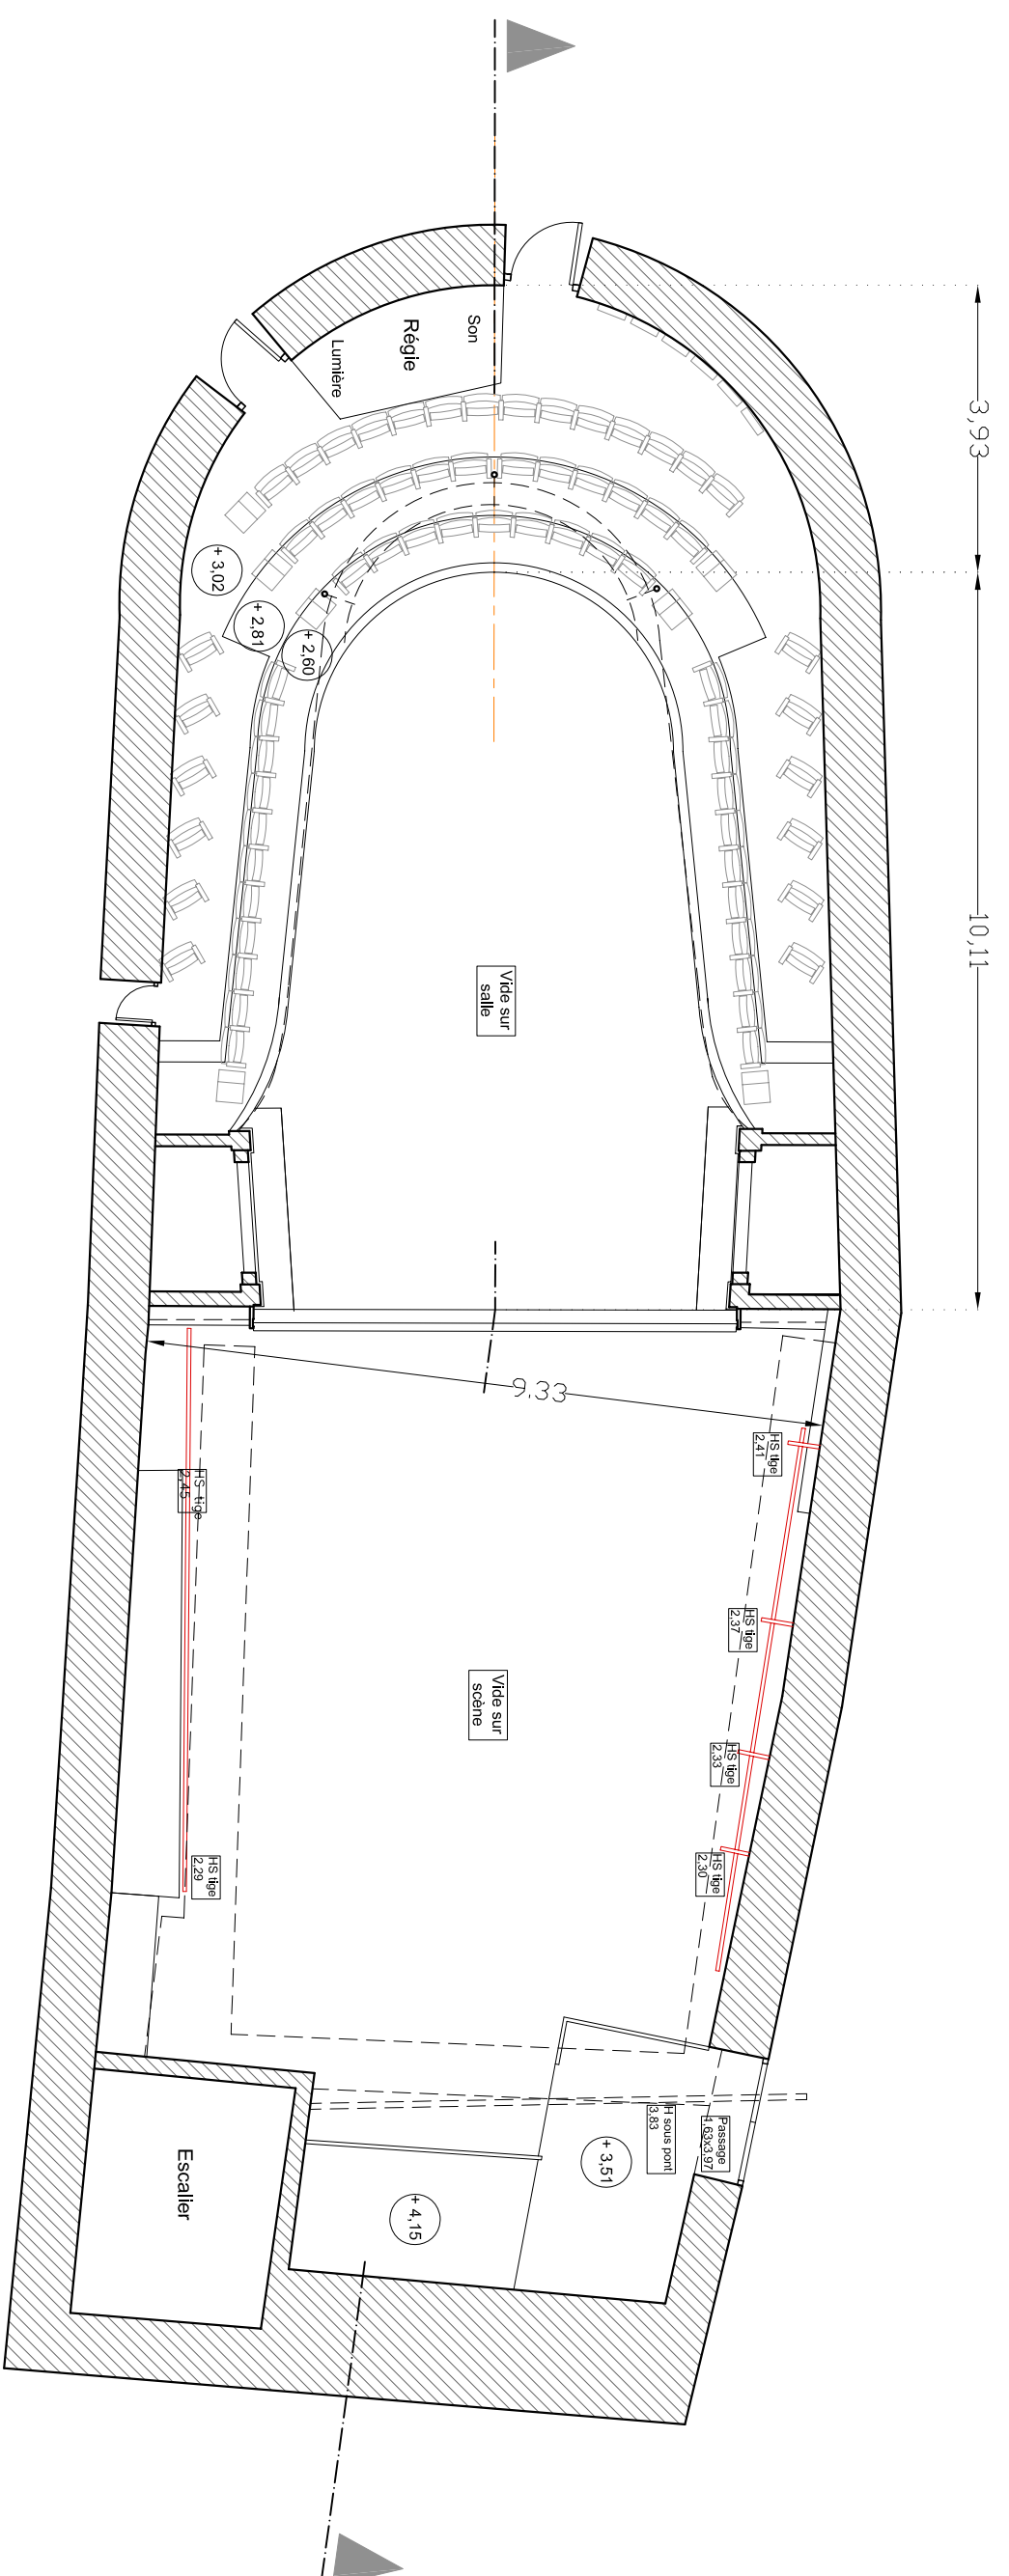 3,93
Son
Régie
Lumière
+ 3,02
+ 2,81
+ 2,60
10,11
Vide sur
salle
9.33
HS tige
2,41
HS tige
2,45
HS tige
2,37
Vide sur
scène
HS tige
2,33
HS tige
2,30
HS tige
2,29
H sous pont
3,83
Passage
1,63x3,97
+ 3,51
+ 4,15
Escalier